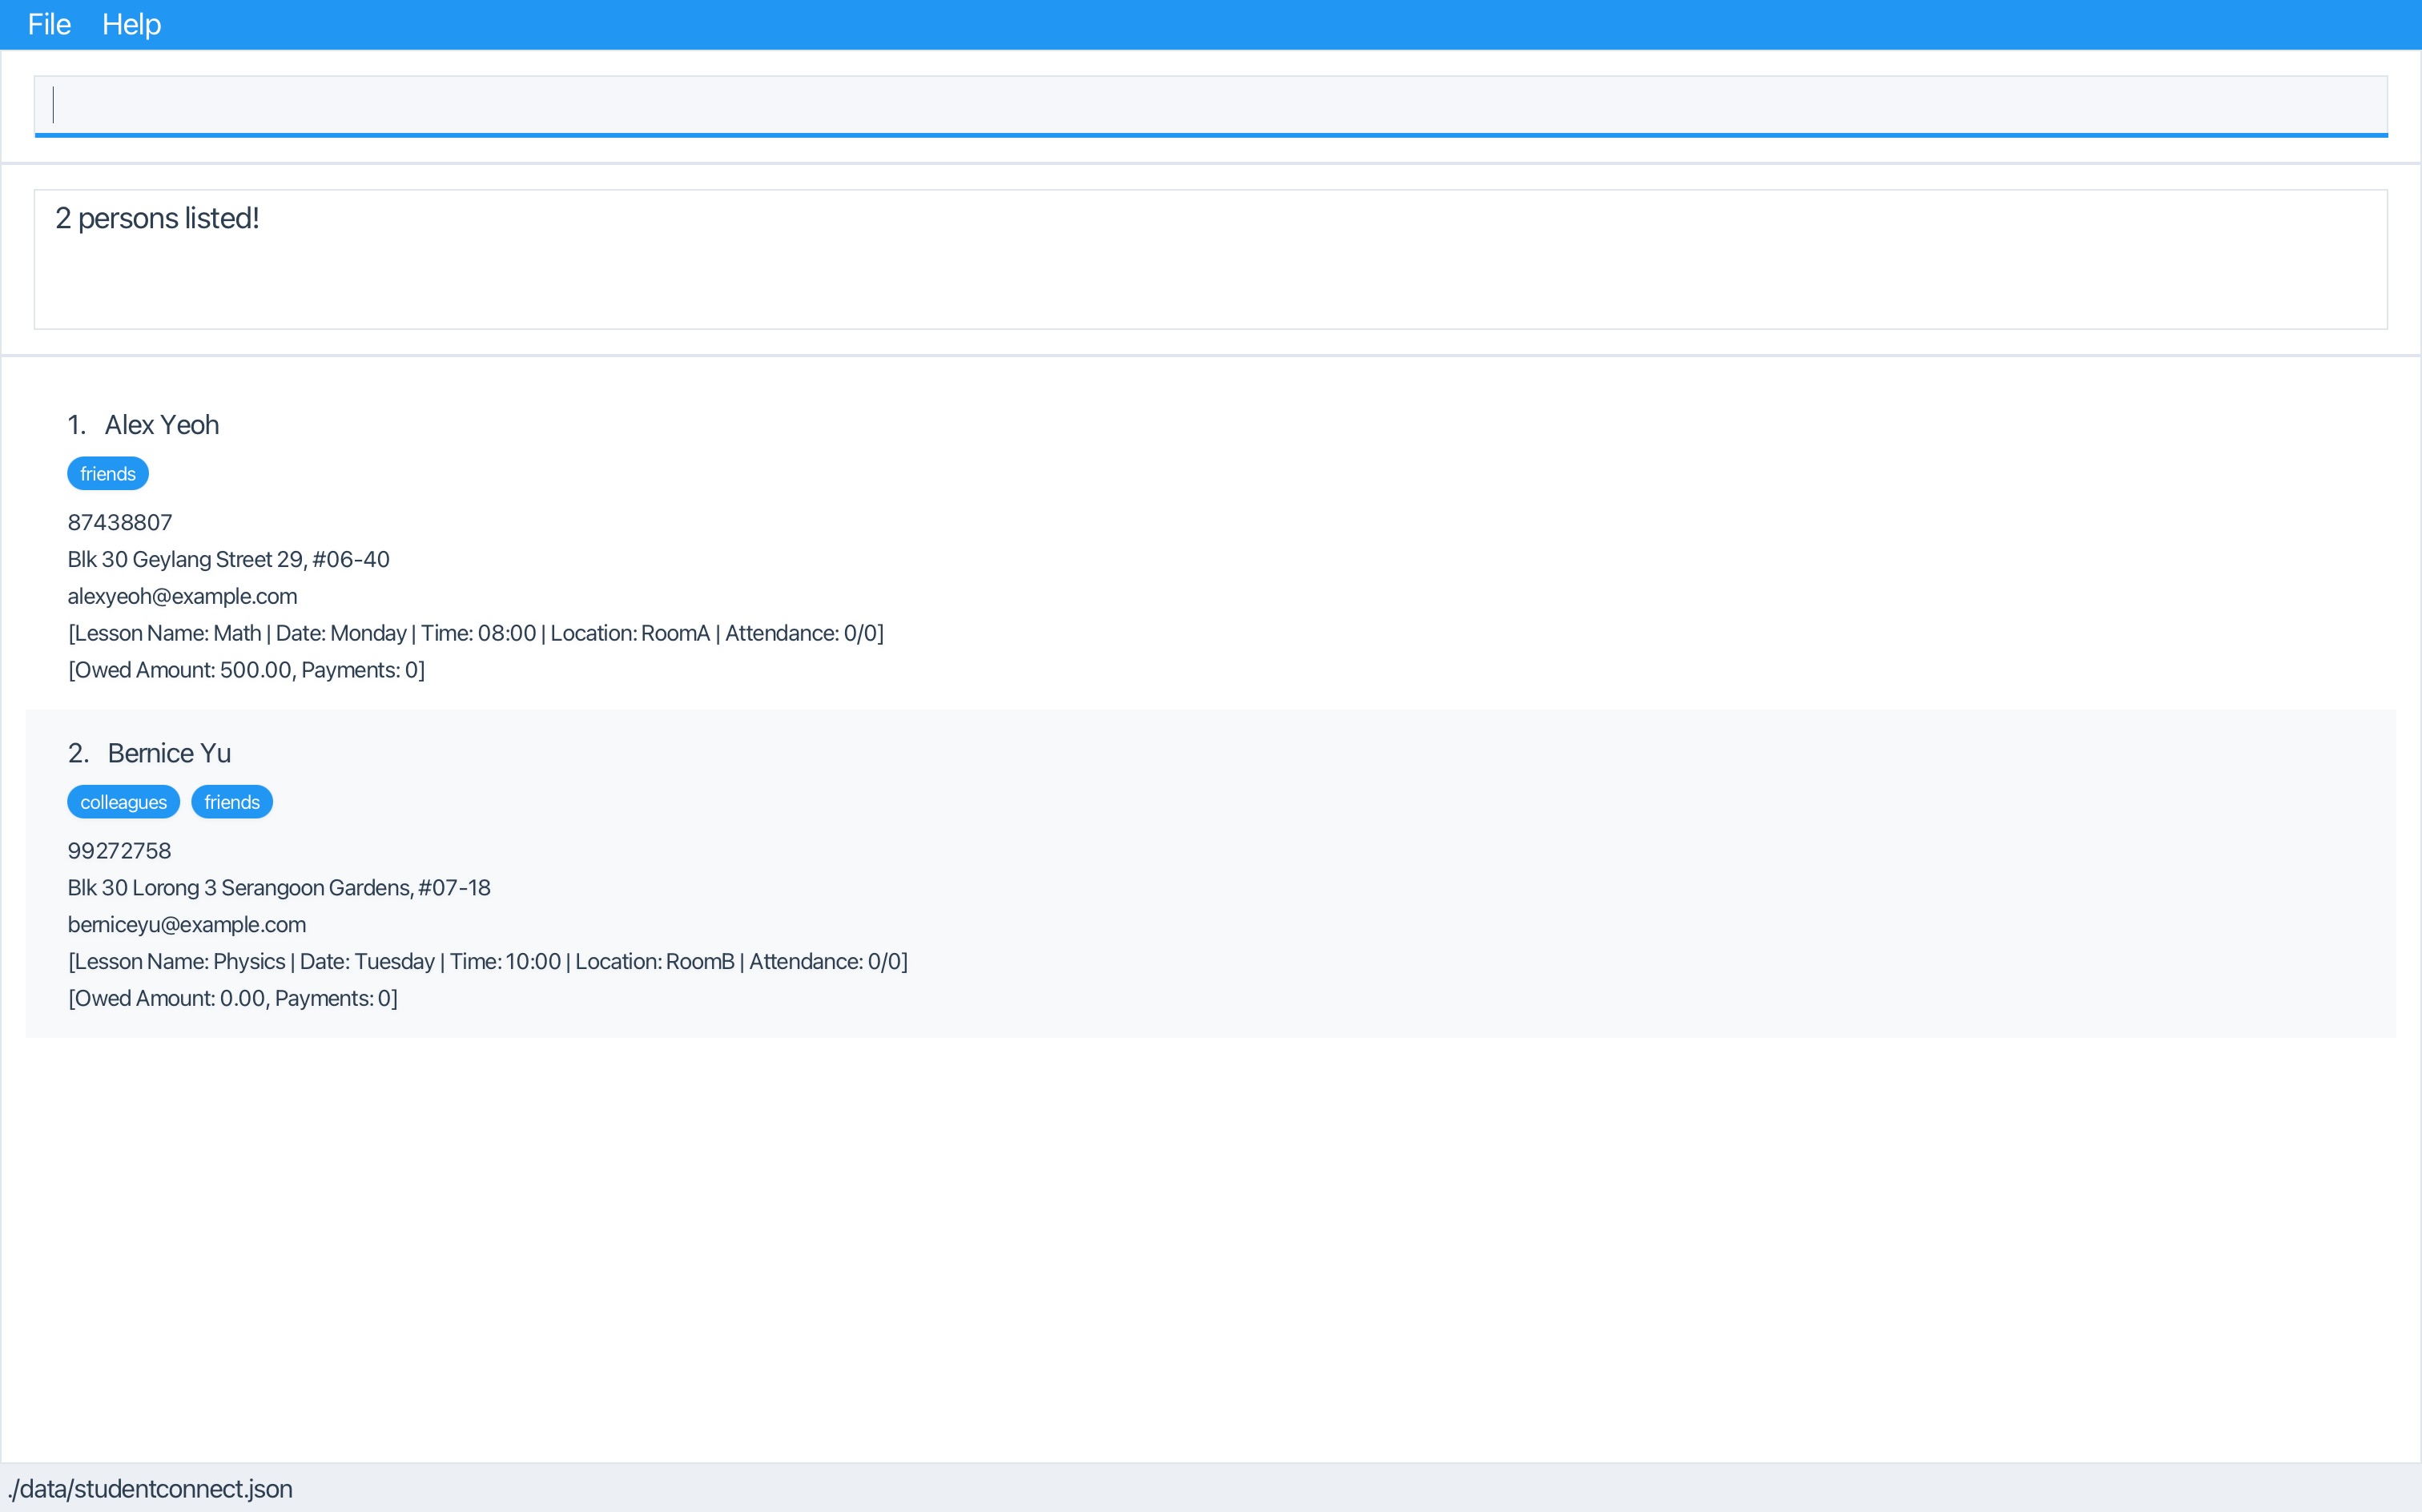 File Help
2 persons listed!
1. Alex Yeoh
friends
87438807
Blk 30 Geylang Street 29, #06-40
alexyeoh@example.com
[Lesson Name: Math | Date: Monday | Time: 08:00 | Location: RoomA | Attendance: 0/0]
[Owed Amount: 500.00, Payments: 0]
2. Bernice Yu
colleagues friends
99272758
Blk 30 Lorong 3 Serangoon Gardens, #07-18
berniceyu@example.com
[Lesson Name: Physics | Date: Tuesday | Time: 10:00 | Location: RoomB | Attendance: 0/0]
[Owed Amount: 0.00, Payments: 0]
./data/studentconnect.json